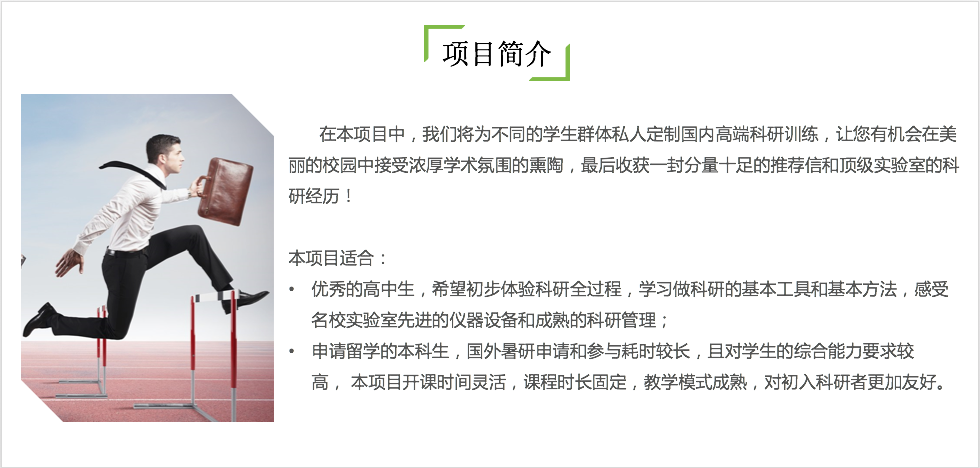 项目简介
在本项目中，我们将为不同的学生群体私人定制国内高端科研训练，让您有机会在美
丽的校园中接受浓厚学术氛围的熏陶，最后收获一封分量十足的推荐信和顶级实验室的科
研经历！
本项目适合：
• 优秀的高中生，希望初步体验科研全过程，学习做科研的基本工具和基本方法，感受
名校实验室先进的仪器设备和成熟的科研管理；
• 申请留学的本科生，国外暑研申请和参与耗时较长，且对学生的综合能力要求较
高， 本项目开课时间灵活，课程时长固定，教学模式成熟，对初入科研者更加友好。